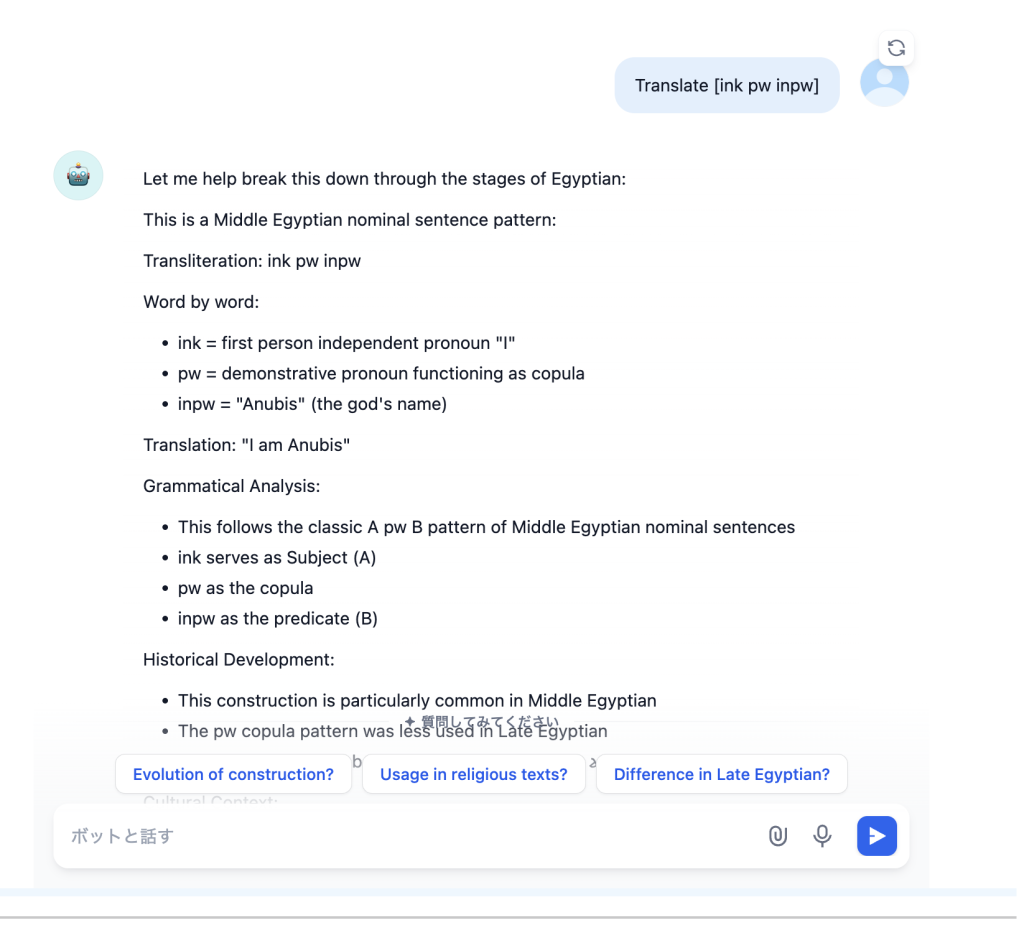 Translate [ink pw inpw]
Let me help break this down through the stages of Egyptian:
This is a Middle Egyptian nominal sentence pattern:
Transliteration: ink pw inpw
Word by word:
• ink = first person independent pronoun "I"
• pw = demonstrative pronoun functioning as copula
• inpw = "Anubis" (the god's name)
Translation: "I am Anubis"
Grammatical Analysis:
• This follows the classic A pw B pattern of Middle Egyptian nominal sentences
• ink serves as Subject (A)
• pw as the copula
• inpw as the predicate (B)
Historical Development:
• This construction is particularly common in Middle Egyptian
質問してみてください
• The pw copula pattern was less used in Late Egyptian
Evolution of construction? Usage in religious texts? Difference in Late Egyptian?
Cultural Context:
ボットと話す